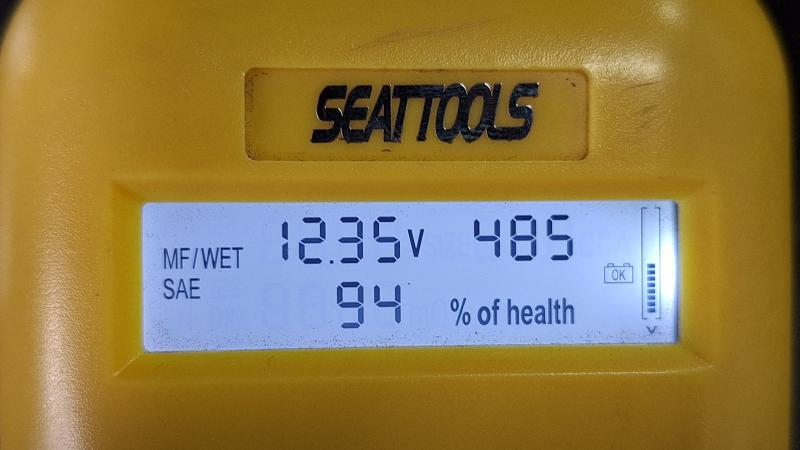 SEATTOOLS
MF/WET 12.35V 485
SAE 94 % of health
OK
V